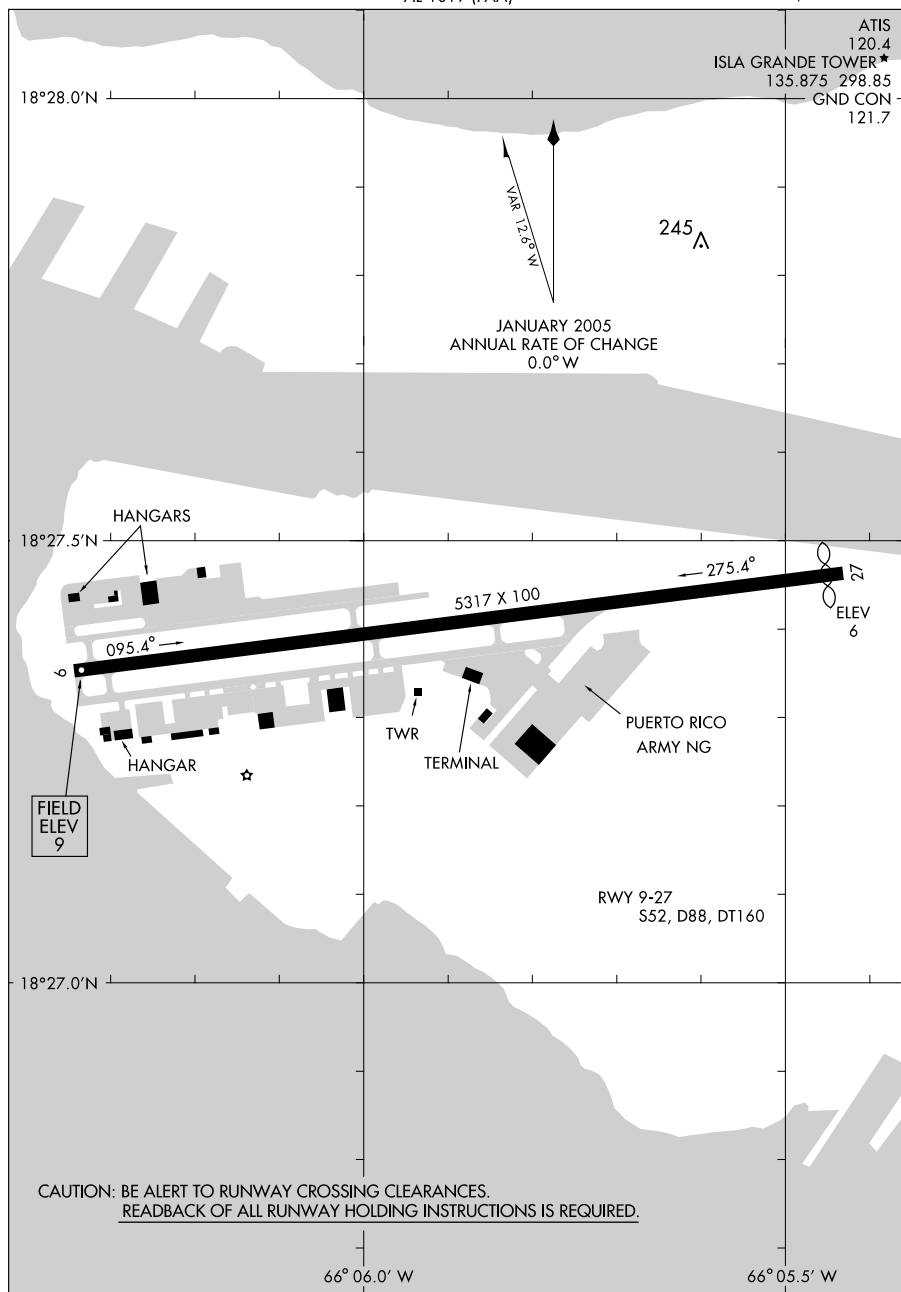 ATIS
120.4
ISLA GRANDE TOWER★
135.875 298.85
GND CON
121.7
18°28.0'N
VAR 12.6° W
245
JANUARY 2005
ANNUAL RATE OF CHANGE
0.0° W
HANGARS
18°27.5'N
275.4°
27
5317 X 100
ELEV
6
095.4°
9
PUERTO RICO
ARMY NG
TWR
TERMINAL
HANGAR
FIELD
ELEV
9
RWY 9-27
S52, D88, DT160
18°27.0'N
CAUTION: BE ALERT TO RUNWAY CROSSING CLEARANCES.
READBACK OF ALL RUNWAY HOLDING INSTRUCTIONS IS REQUIRED.
66° 06.0' W
66° 05.5' W